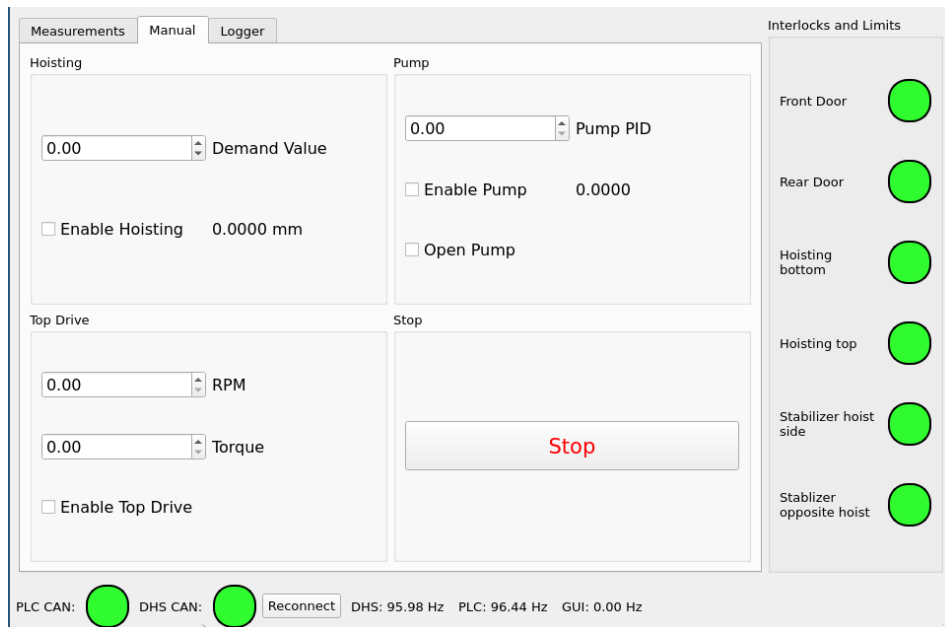 Measurements Manual Logger
Hoisting
0.00 Demand Value
Enable Hoisting 0.0000 mm
Pump
0.00 Pump PID
Enable Pump 0.0000
Open Pump
Top Drive
0.00 RPM
0.00 Torque
Enable Top Drive
Stop
Stop
Interlocks and Limits
Front Door
Rear Door
Hoisting
bottom
Hoisting top
Stabilizer hoist
side
Stablizer
opposite hoist
PLC CAN: DHS CAN: Reconnect DHS: 95.98 Hz PLC: 96.44 Hz GUI: 0.00 Hz